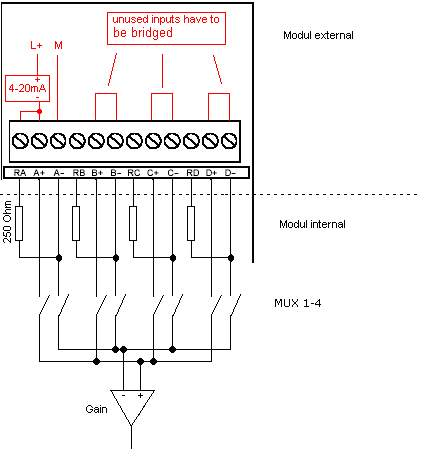 unused inputs have to
be bridged
Modul external
L+ M
+
4-20mA
-
RA A+ A- RB B+ B- RC C+ C- RD D+ D-
250 Ohm
Modul internal
MUX 1-4
- +
Gain